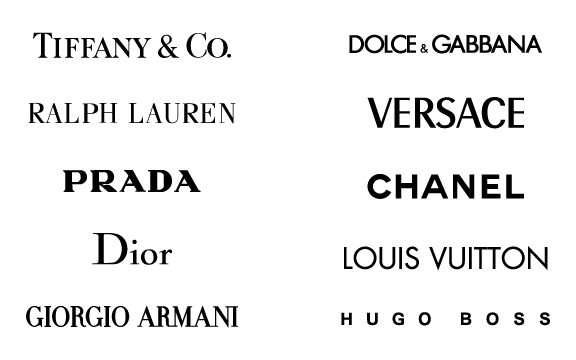 TIFFANY & CO.
RALPH LAUREN
PRADA
Dior
GIORGIO ARMANI
DOLCE & GABBANA
VERSACE
CHANEL
LOUIS VUITTON
HUGO BOSS